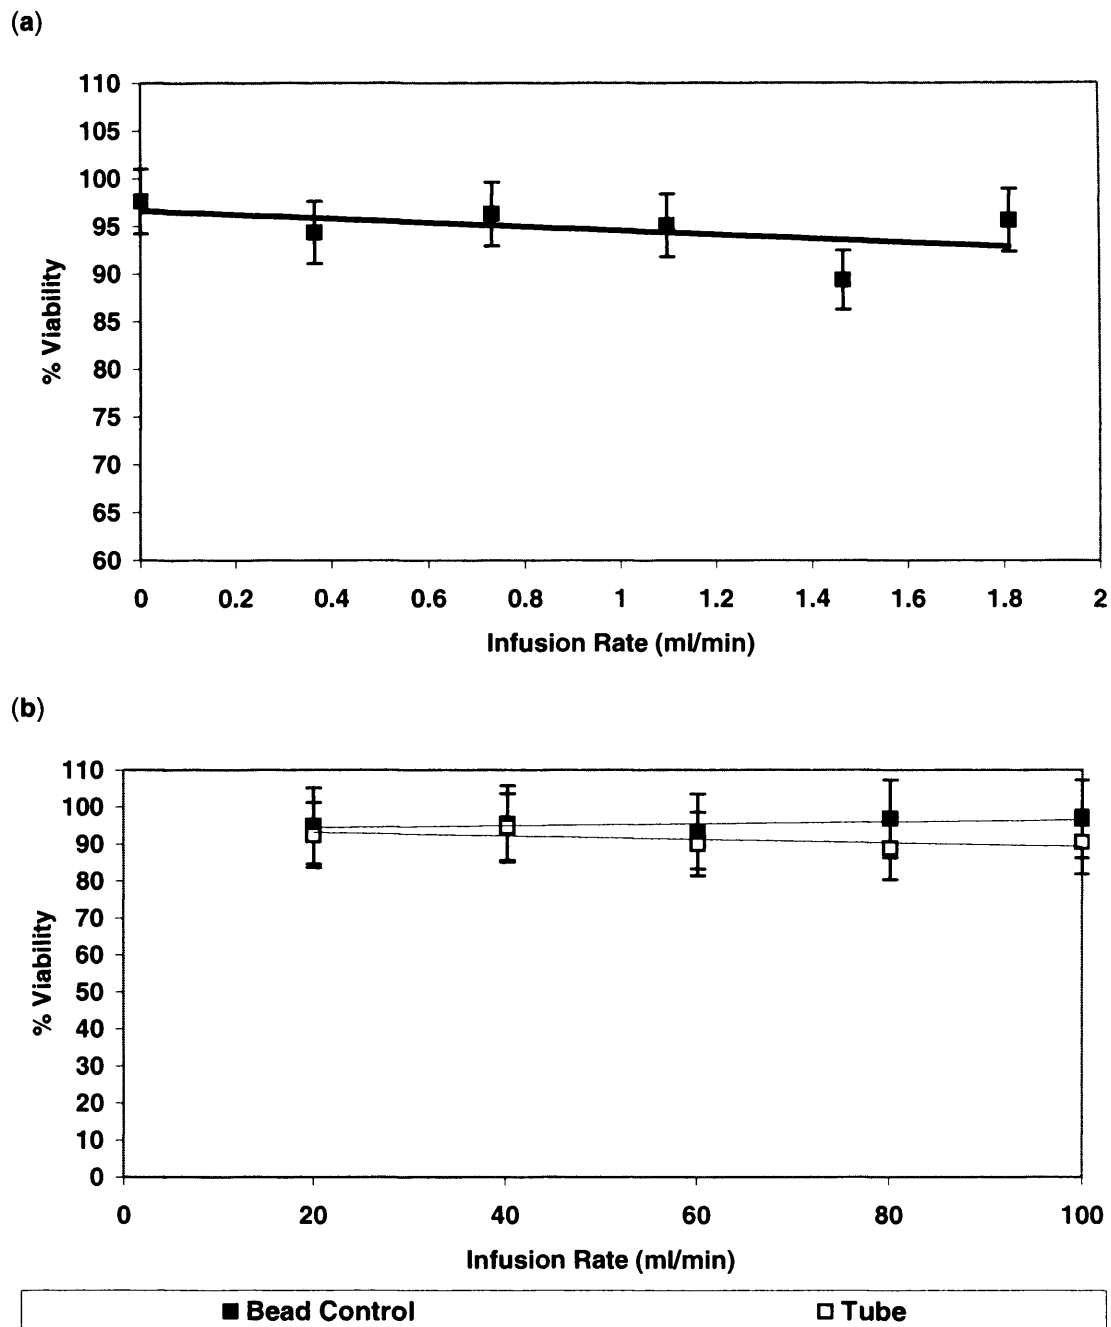 (a)
110
105
100
95
90
85
80
75
70
65
60
% Viability
0 0.2 0.4 0.6 0.8 1 1.2 1.4 1.6 1.8 2
Infusion Rate (ml/min)
(b)
110
100
90
80
70
60
50
40
30
20
10
0
% Viability
0 20 40 60 80 100
Infusion Rate (ml/min)
Bead Control Tube